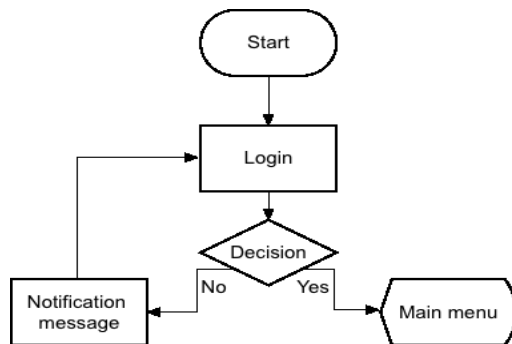 Start
Login
Decision
No
Yes
Notification
message
Main menu